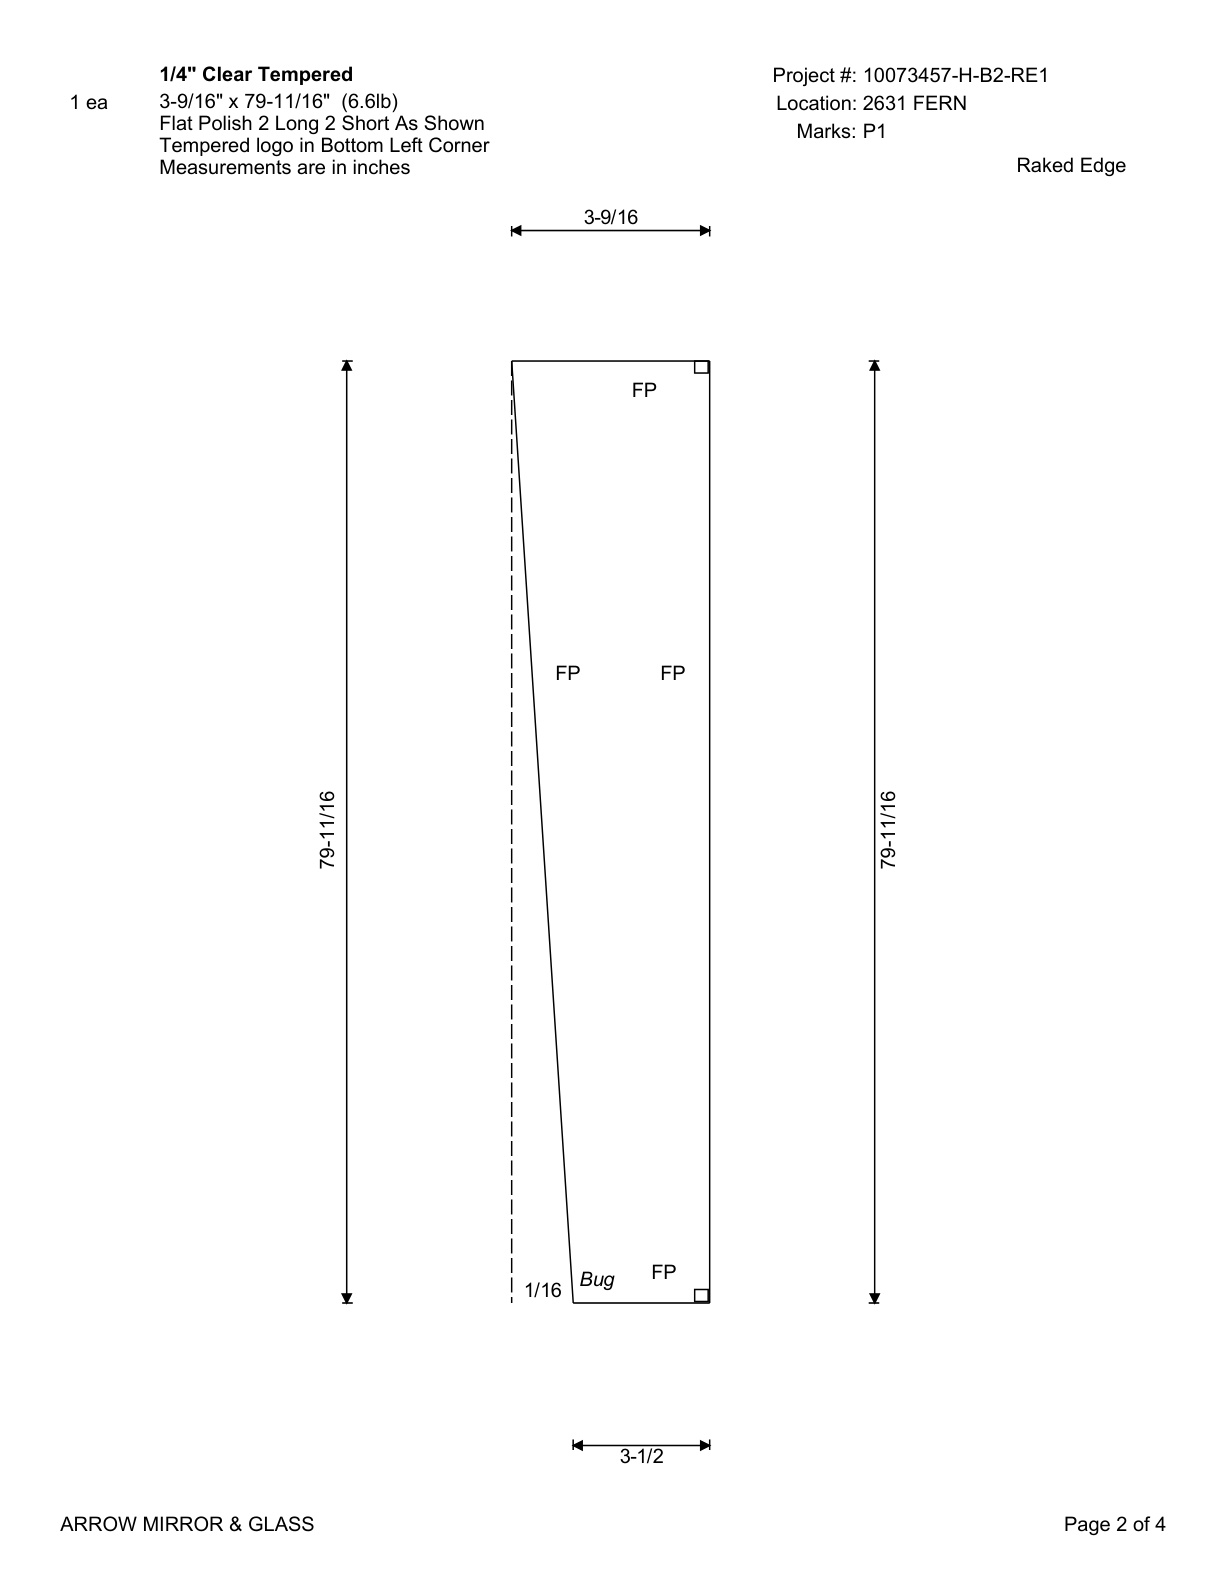 1/4" Clear Tempered
Project #: 10073457-H-B2-RE1
1 ea
3-9/16" x 79-11/16" (6.6lb)
Location: 2631 FERN
Flat Polish 2 Long 2 Short As Shown
Marks: P1
Tempered logo in Bottom Left Corner
Measurements are in inches
Raked Edge
3-9/16
FP
FP
FP
79-11/16
79-11/16
FP
Bug
1/16
3-1/2
ARROW MIRROR & GLASS
Page 2 of 4